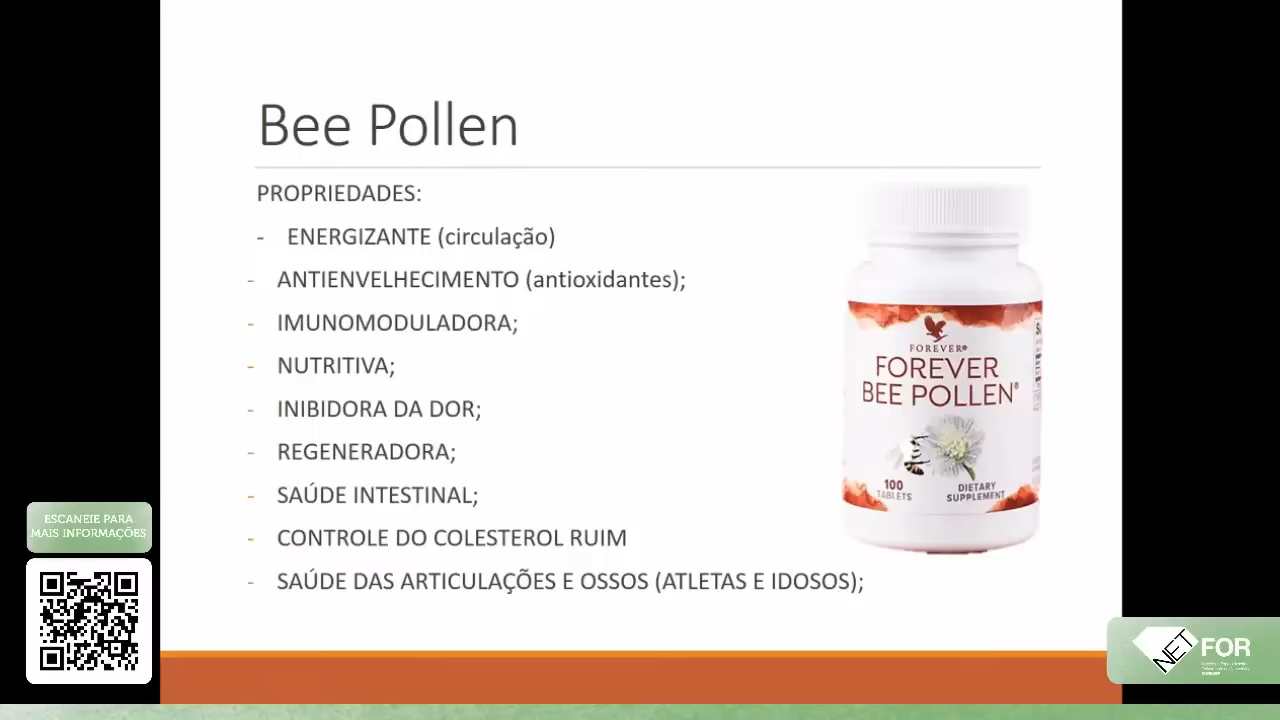 Bee Pollen
PROPRIEDADES:
- ENERGIZANTE (circulação)
- ANTIENVELHECIMENTO (antioxidantes);
- IMUNOMODULADORA;
- NUTRITIVA;
- INIBIDORA DA DOR;
- REGENERADORA;
- SAÚDE INTESTINAL;
- CONTROLE DO COLESTEROL RUIM
- SAÚDE DAS ARTICULAÇÕES E OSSOS (ATLETAS E IDOSOS);
FOREVER®
FOREVER
BEE POLLEN®
100
TABLETS
DIETARY
SUPPLEMENT
ESCANEIE PARA
MAIS INFORMAÇÕES
NET FOR